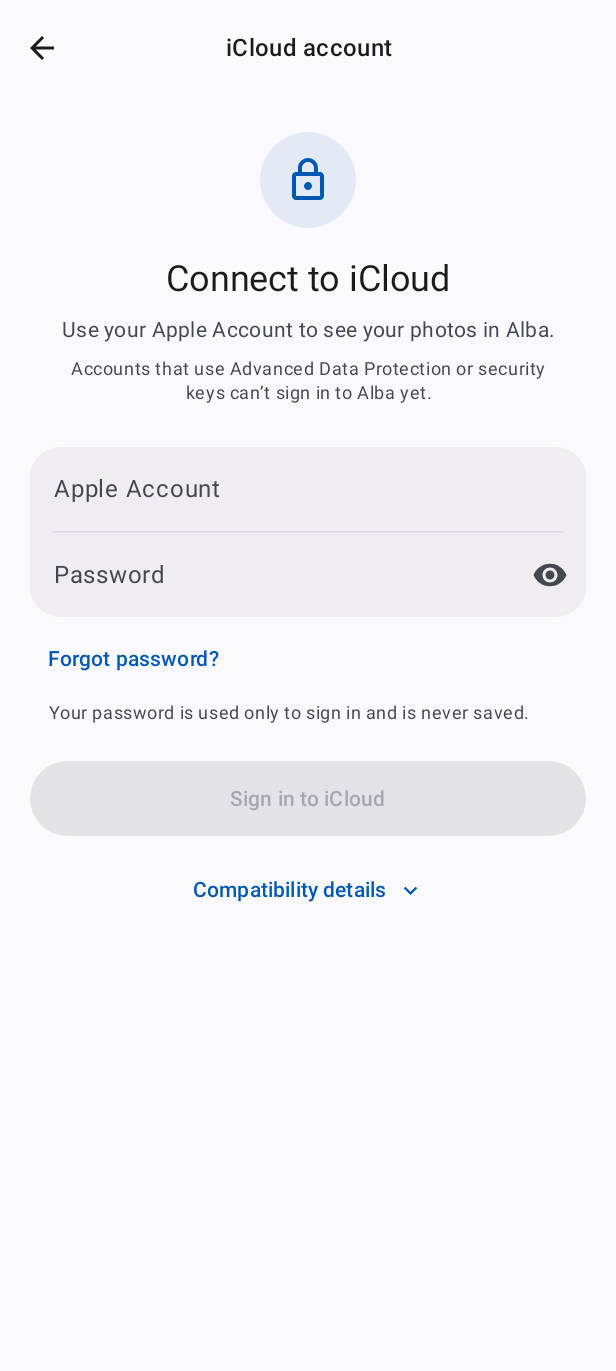 iCloud account
Connect to iCloud
Use your Apple Account to see your photos in Alba.
Accounts that use Advanced Data Protection or security
keys can’t sign in to Alba yet.
Apple Account
Password
Forgot password?
Your password is used only to sign in and is never saved.
Sign in to iCloud
Compatibility details